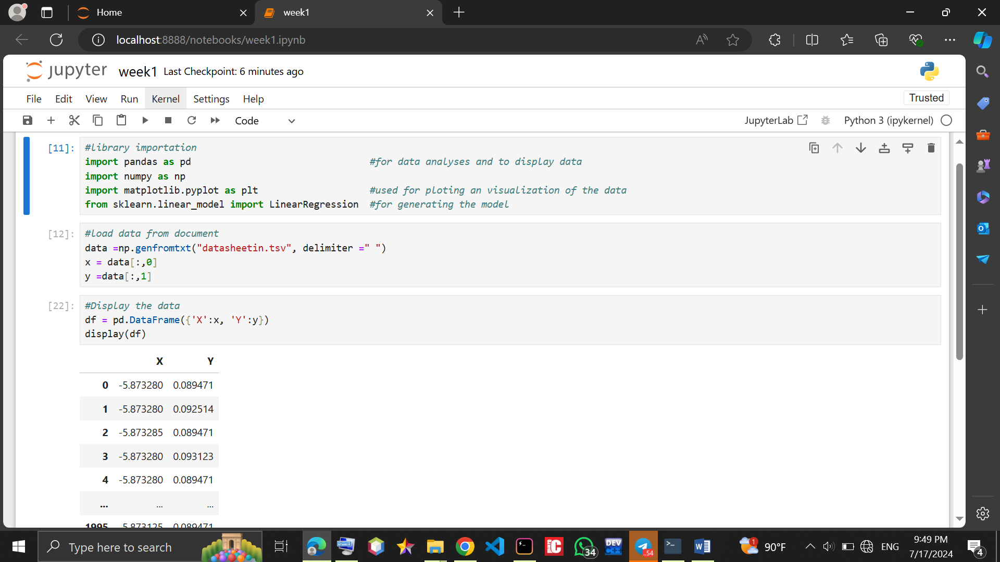 Home
week1
localhost:8888/notebooks/week1.ipynb
jupyter week1 Last Checkpoint: 6 minutes ago
File Edit View Run Kernel Settings Help
Trusted
Code
JupyterLab
Python 3 (ipykernel)
[11]: #library importation
import pandas as pd #for data analyses and to display data
import numpy as np
import matplotlib.pyplot as plt #used for ploting an visualization of the data
from sklearn.linear_model import LinearRegression #for generating the model
[12]: #load data from document
data =np.genfromtxt("datasheetin.tsv", delimiter =" ")
x = data[:,0]
y =data[:,1]
[22]: #Display the data
df = pd.DataFrame({'X':x, 'Y':y})
display(df)
X Y
0 -5.873280 0.089471
1 -5.873280 0.092514
2 -5.873285 0.089471
3 -5.873280 0.093123
4 -5.873280 0.089471
... ... ...
1995 -5.873125 0.089471
Type here to search
34
DEV
C++
..54
1
90°F
ENG
9:49 PM
7/17/2024
4